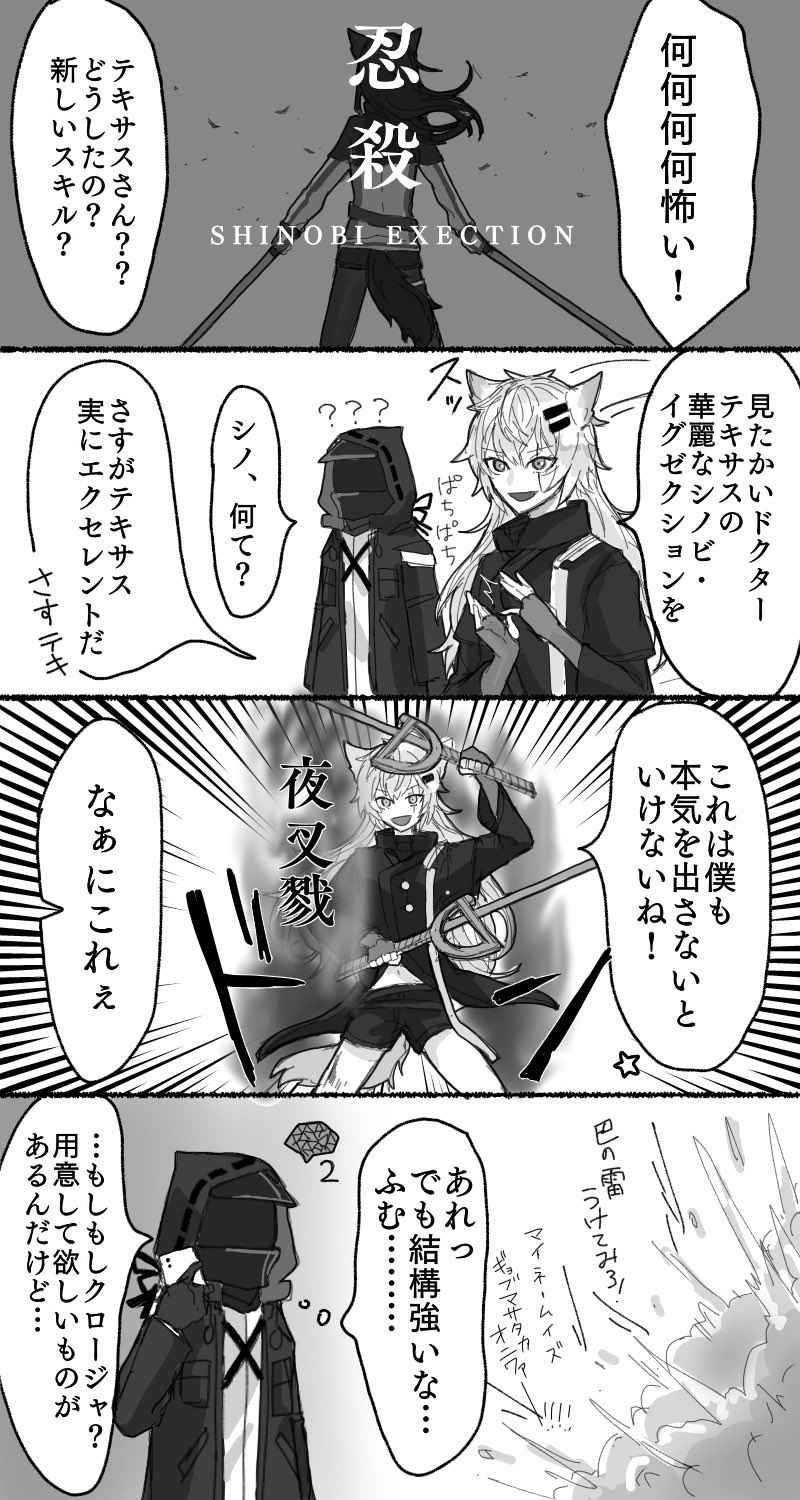 何何何何怖い！
忍
殺
SHINOBI EXECTION
テキサスさん？？
どうしたの？
新しいスキル？
見たかいドクター
テキサスの
華麗なシノビ・
イグゼクションを
スッ
ぱちぱち
？？？
シノ、何て？
さすがテキサス
実にエクセレントだ
さすテキ
これは僕も
本気を出さないと
いけないね！
夜叉戮
ドーン
☆
なぁにこれぇ
巴の雷
うけてみろ！
マイネームイズ
ギョブマサタカ
オニワァー!!!!
あれっ
でも結構強いな…
ふむ………
2
…もしもしクロージャ？
用意して欲しいものが
あるんだけど…